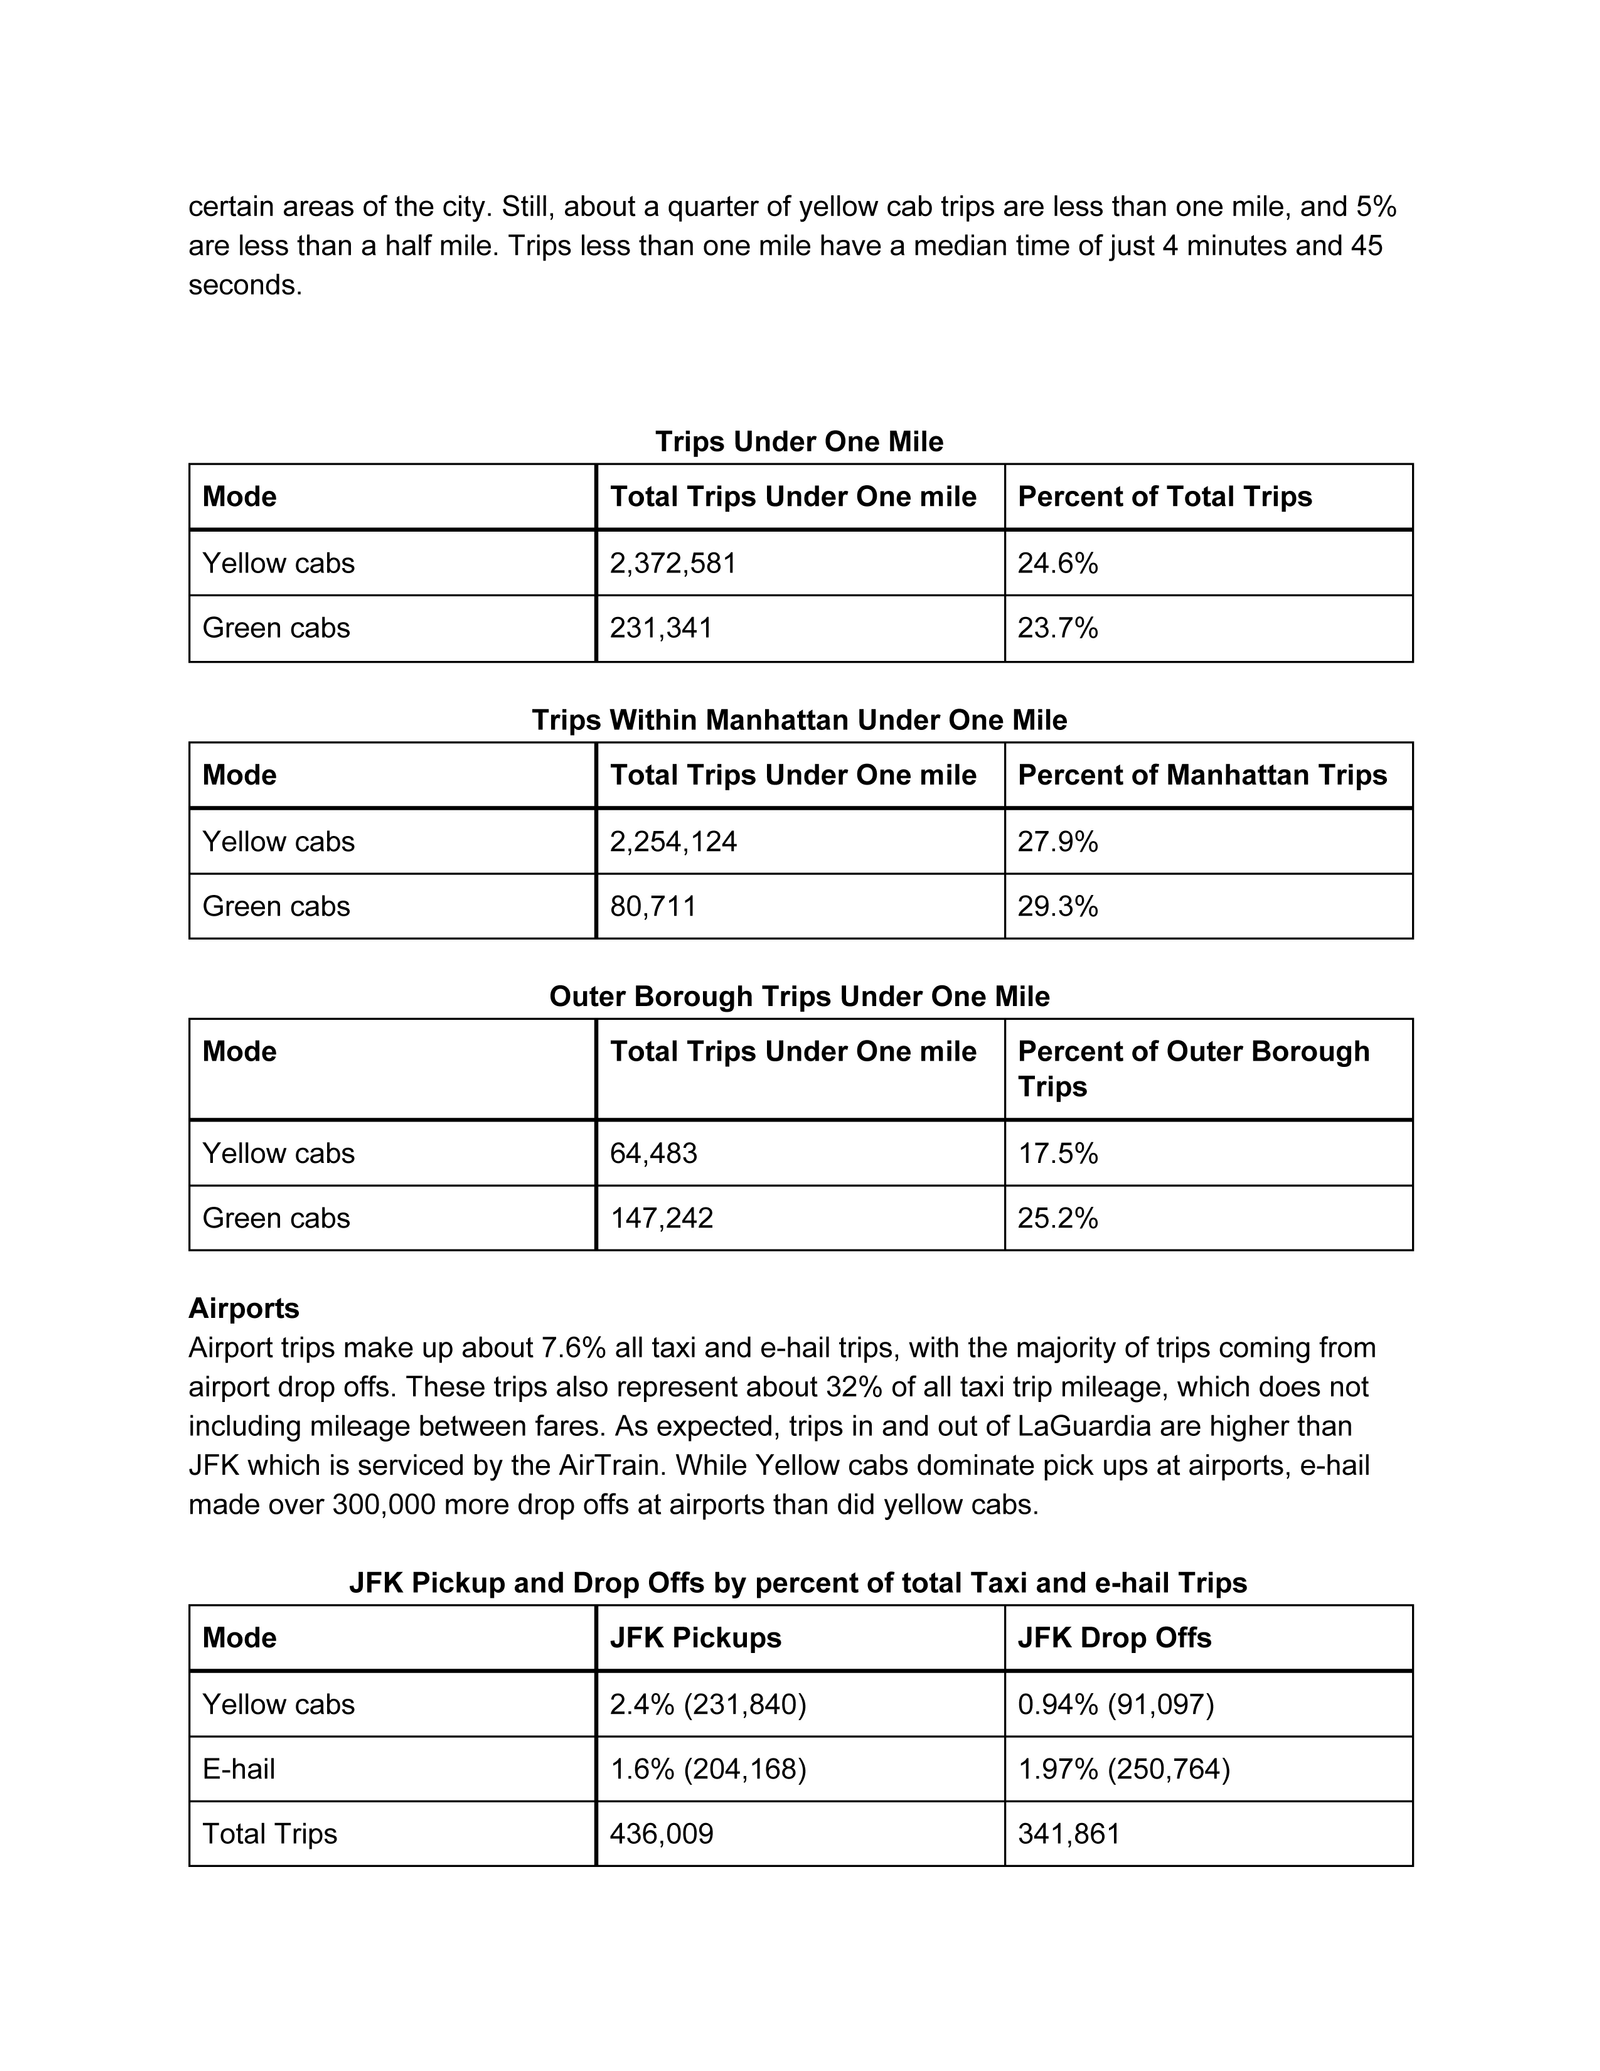 certain areas of the city. Still, about a quarter of yellow cab trips are less than one mile, and 5%
are less than a half mile. Trips less than one mile have a median time of just 4 minutes and 45
seconds.
Trips Under One Mile
Mode Total Trips Under One mile Percent of Total Trips
Yellow cabs 2,372,581 24.6%
Green cabs 231,341 23.7%
Trips Within Manhattan Under One Mile
Mode Total Trips Under One mile Percent of Manhattan Trips
Yellow cabs 2,254,124 27.9%
Green cabs 80,711 29.3%
Outer Borough Trips Under One Mile
Mode Total Trips Under One mile Percent of Outer Borough
Trips
Yellow cabs 64,483 17.5%
Green cabs 147,242 25.2%
Airports
Airport trips make up about 7.6% all taxi and e-hail trips, with the majority of trips coming from
airport drop offs. These trips also represent about 32% of all taxi trip mileage, which does not
including mileage between fares. As expected, trips in and out of LaGuardia are higher than
JFK which is serviced by the AirTrain. While Yellow cabs dominate pick ups at airports, e-hail
made over 300,000 more drop offs at airports than did yellow cabs.
JFK Pickup and Drop Offs by percent of total Taxi and e-hail Trips
Mode JFK Pickups JFK Drop Offs
Yellow cabs 2.4% (231,840) 0.94% (91,097)
E-hail 1.6% (204,168) 1.97% (250,764)
Total Trips 436,009 341,861